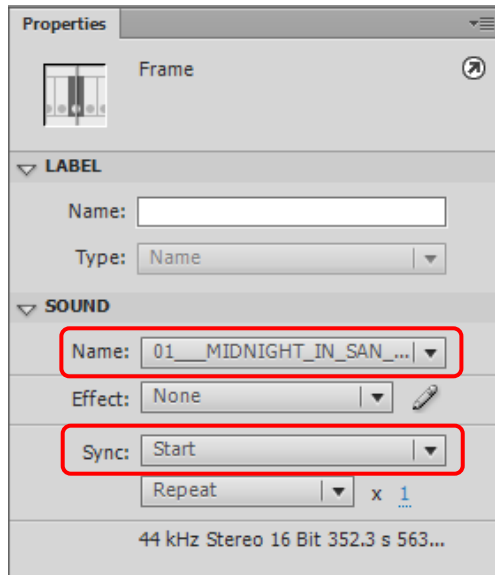 Properties
Frame
LABEL
Name:
Type: Name
SOUND
Name: 01___MIDNIGHT_IN_SAN_...
Effect: None
Sync: Start
Repeat x 1
44 kHz Stereo 16 Bit 352.3 s 563...